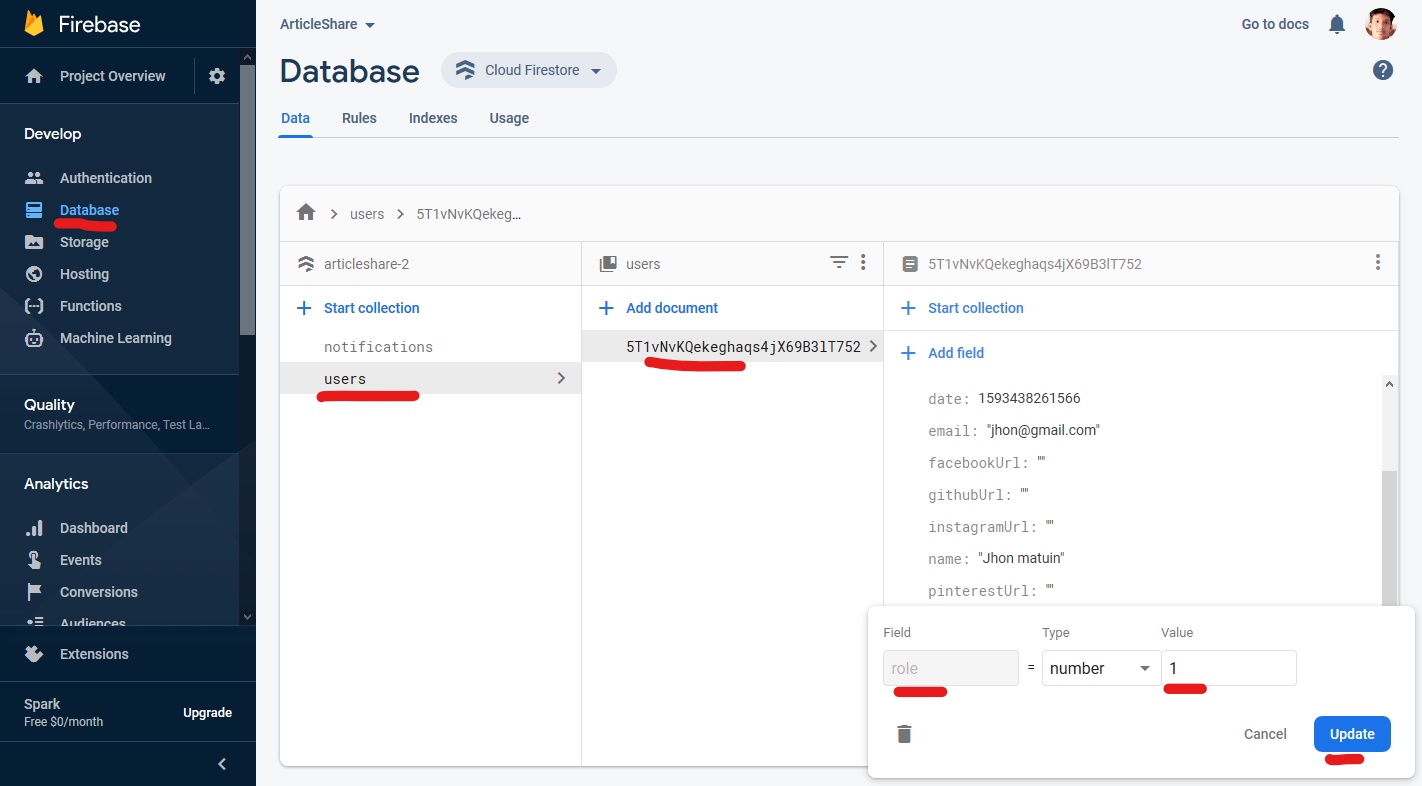 Firebase
Project Overview
Develop
Authentication
Database
Storage
Hosting
Functions
Machine Learning
Quality
Crashlytics, Performance, Test La...
Analytics
Dashboard
Events
Conversions
Audiences
Extensions
Spark
Free $0/month
Upgrade
ArticleShare
Go to docs
Database
Cloud Firestore
Data Rules Indexes Usage
users > 5T1vNvKQekeg...
articleshare-2
Start collection
notifications
users
users
Add document
5T1vNvKQekeghaqs4jX69B3lT752
5T1vNvKQekeghaqs4jX69B3lT752
Start collection
Add field
date: 1593438261566
email: "jhon@gmail.com"
facebookUrl: ""
githubUrl: ""
instagramUrl: ""
name: "Jhon matuin"
pinterestUrl: ""
Field Type Value
role = number 1
Cancel Update